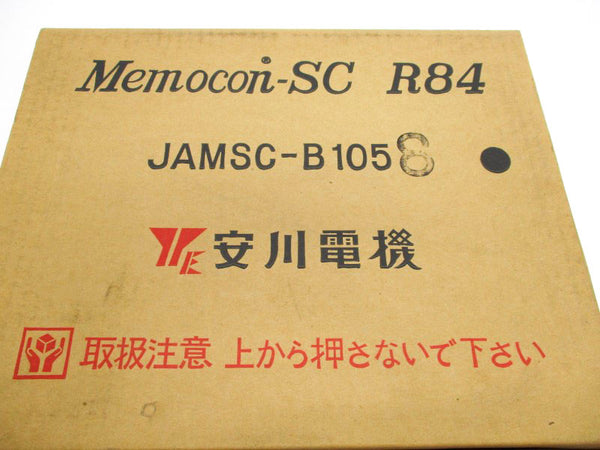 Memocon®-SC R84
JAMSC-B1058
YE 安川電機
取扱注意 上から押さないで下さい